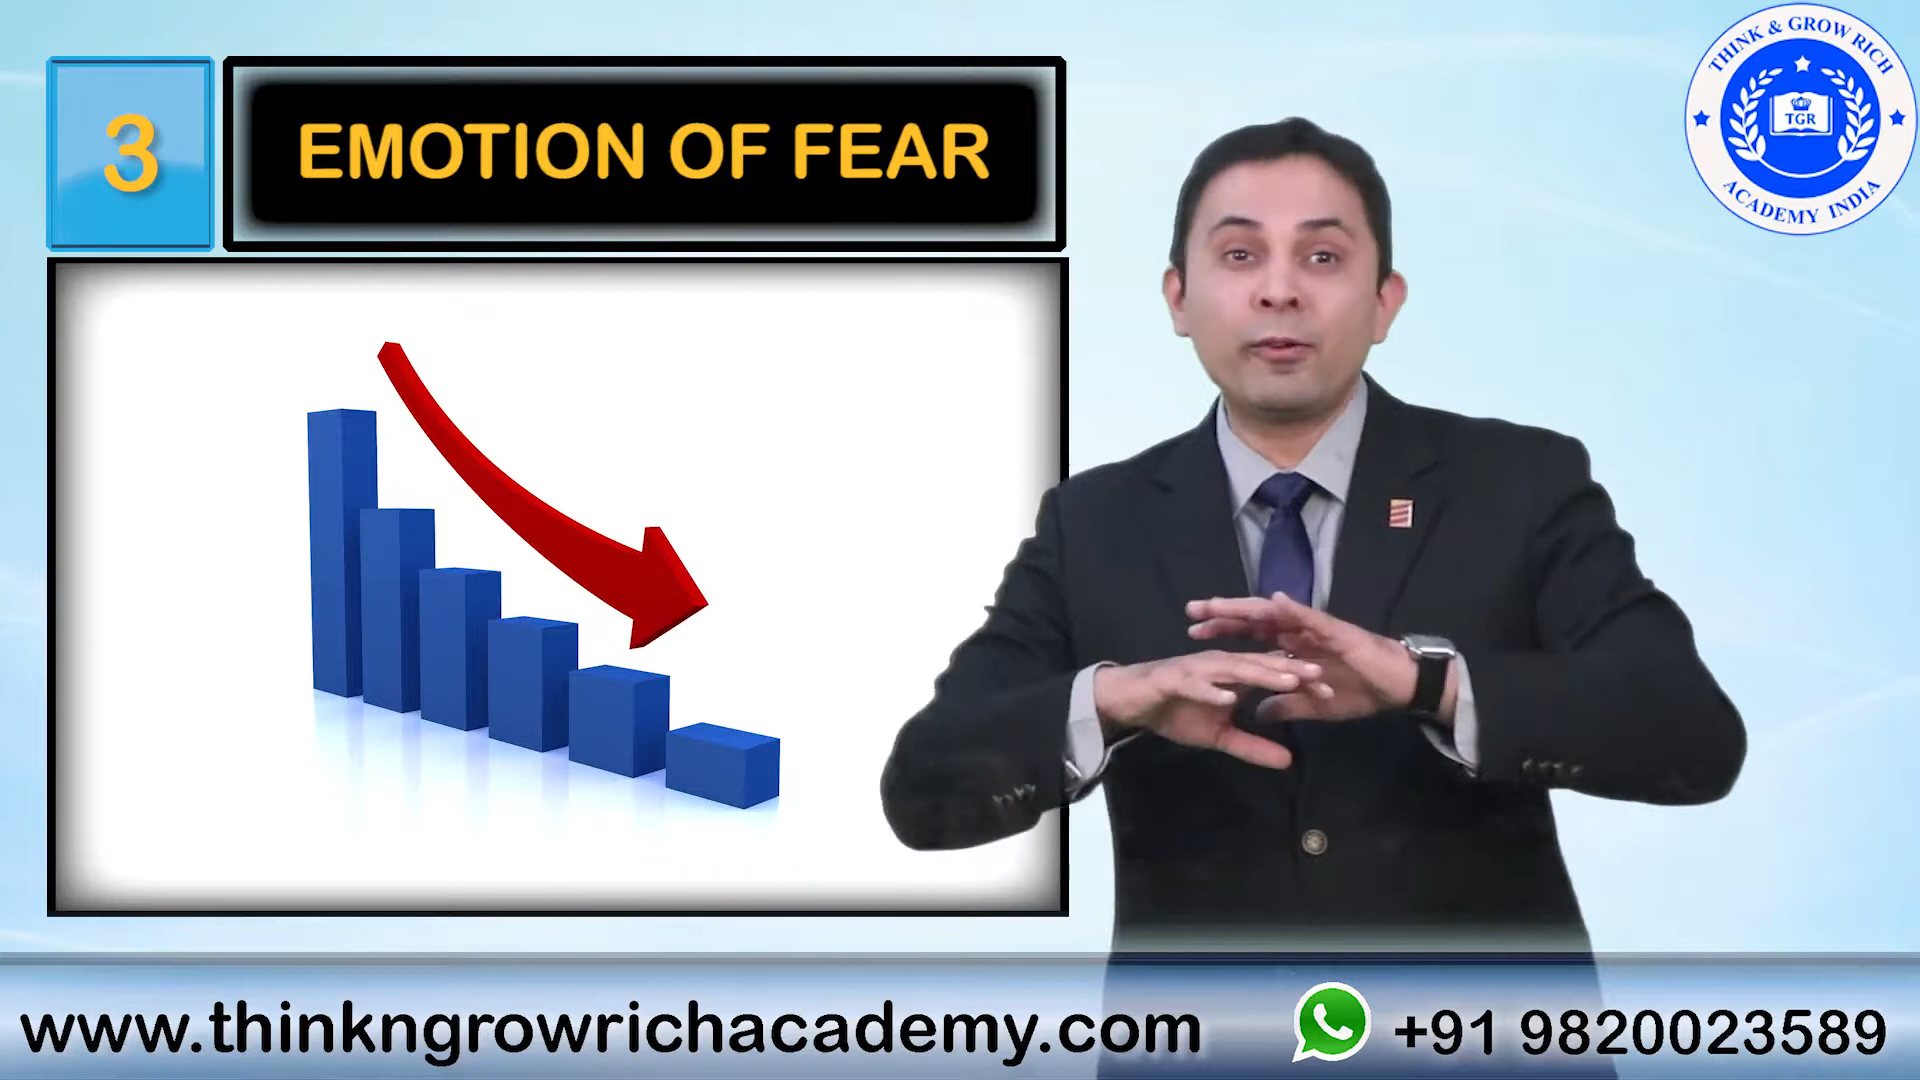 3
EMOTION OF FEAR
THINK & GROW RICH
TGR
ACADEMY INDIA
www.thinkngrowrichacademy.com
+91 9820023589